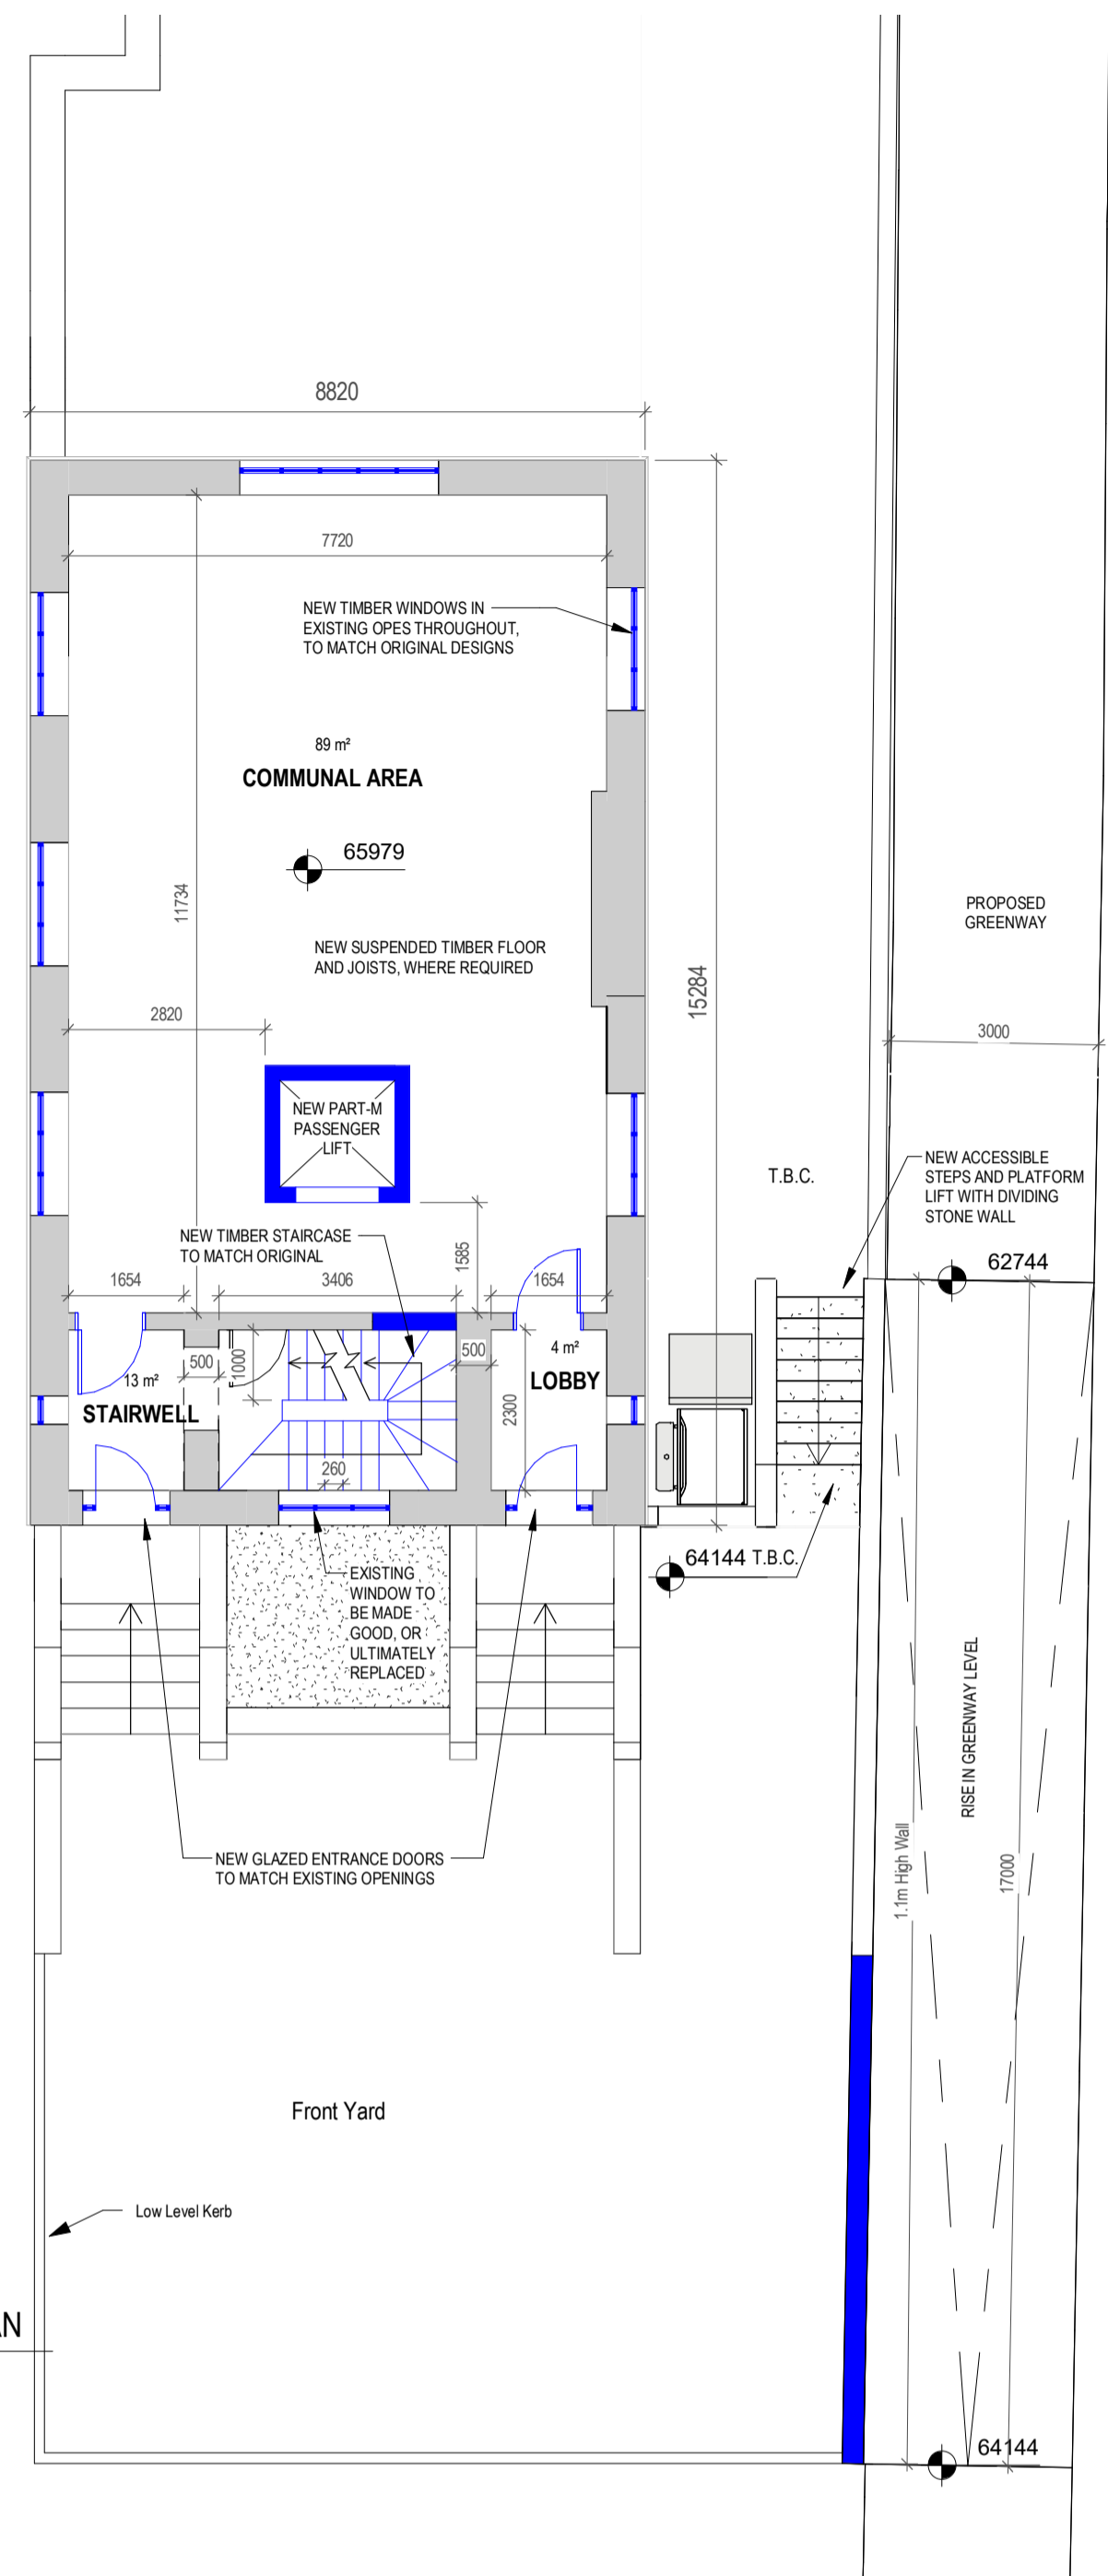 8820
7720
NEW TIMBER WINDOWS IN
EXISTING OPES THROUGHOUT,
TO MATCH ORIGINAL DESIGNS
89 m²
COMMUNAL AREA
65979
11734
NEW SUSPENDED TIMBER FLOOR
AND JOISTS, WHERE REQUIRED
15284
2820
PROPOSED
GREENWAY
3000
NEW PART-M
PASSENGER
LIFT
T.B.C.
NEW ACCESSIBLE
STEPS AND PLATFORM
LIFT WITH DIVIDING
STONE WALL
NEW TIMBER STAIRCASE
TO MATCH ORIGINAL
1585
62744
1654
3406
1654
500
1000
500
4 m²
LOBBY
13 m²
STAIRWELL
2300
260
64144 T.B.C.
EXISTING
WINDOW TO
BE MADE
GOOD, OR
ULTIMATELY
REPLACED
RISE IN GREENWAY LEVEL
1.1m High Wall
17000
NEW GLAZED ENTRANCE DOORS
TO MATCH EXISTING OPENINGS
Front Yard
Low Level Kerb
64144